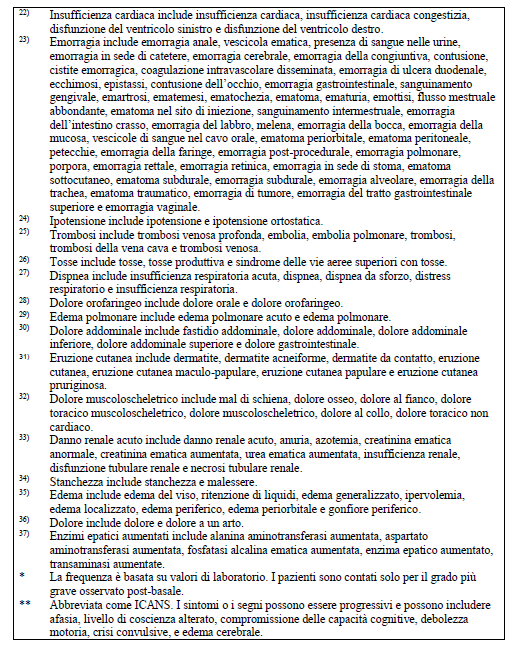 22) Insufficienza cardiaca include insufficienza cardiaca, insufficienza cardiaca congestizia,
disfunzione del ventricolo sinistro e disfunzione del ventricolo destro.
23) Emorragia include emorragia anale, vescicola ematica, presenza di sangue nelle urine,
emorragia in sede di catetere, emorragia cerebrale, emorragia della congiuntiva, contusione,
cistite emorragica, coagulazione intravascolare disseminata, emorragia di ulcera duodenale,
ecchimosi, epistassi, contusione dell’occhio, emorragia gastrointestinale, sanguinamento
gengivale, emartrosi, ematemesi, ematochezia, ematoma, ematuria, emottisi, flusso mestruale
abbondante, ematoma nel sito di iniezione, sanguinamento intermestruale, emorragia
dell’intestino crasso, emorragia del labbro, melena, emorragia della bocca, emorragia della
mucosa, vescicole di sangue nel cavo orale, ematoma periorbitale, ematoma peritoneale,
petecchie, emorragia della faringe, emorragia post-procedurale, emorragia polmonare,
porpora, emorragia rettale, emorragia retinica, emorragia in sede di stoma, ematoma
sottocutaneo, ematoma subdurale, emorragia subdurale, emorragia alveolare, emorragia della
trachea, ematoma traumatico, emorragia di tumore, emorragia del tratto gastrointestinale
superiore e emorragia vaginale.
24) Ipotensione include ipotensione e ipotensione ortostatica.
25) Trombosi include trombosi venosa profonda, embolia, embolia polmonare, trombosi,
trombosi della vena cava e trombosi venosa.
26) Tosse include tosse, tosse produttiva e sindrome delle vie aeree superiori con tosse.
27) Dispnea include insufficienza respiratoria acuta, dispnea, dispnea da sforzo, distress
respiratorio e insufficienza respiratoria.
28) Dolore orofaringeo include dolore orale e dolore orofaringeo.
29) Edema polmonare include edema polmonare acuto e edema polmonare.
30) Dolore addominale include fastidio addominale, dolore addominale, dolore addominale
inferiore, dolore addominale superiore e dolore gastrointestinale.
31) Eruzione cutanea include dermatite, dermatite acneiforme, dermatite da contatto, eruzione
cutanea, eruzione cutanea maculo-papulare, eruzione cutanea papulare e eruzione cutanea
pruriginosa.
32) Dolore muscoloscheletrico include mal di schiena, dolore osseo, dolore al fianco, dolore
toracico muscoloscheletrico, dolore muscoloscheletrico, dolore al collo, dolore toracico non
cardiaco.
33) Danno renale acuto include danno renale acuto, anuria, azotemia, creatinina ematica
anormale, creatinina ematica aumentata, urea ematica aumentata, insufficienza renale,
disfunzione tubulare renale e necrosi tubulare renale.
34) Stanchezza include stanchezza e malessere.
35) Edema include edema del viso, ritenzione di liquidi, edema generalizzato, ipervolemia,
edema localizzato, edema periferico, edema periorbitale e gonfiore periferico.
36) Dolore include dolore e dolore a un arto.
37) Enzimi epatici aumentati include alanina aminotransferasi aumentata, aspartato
aminotransferasi aumentata, fosfatasi alcalina ematica aumentata, enzima epatico aumentato,
transaminasi aumentate.
* La frequenza è basata su valori di laboratorio. I pazienti sono contati solo per il grado più
grave osservato post-basale.
** Abbreviata come ICANS. I sintomi o i segni possono essere progressivi e possono includere
afasia, livello di coscienza alterato, compromissione delle capacità cognitive, debolezza
motoria, crisi convulsive, e edema cerebrale.